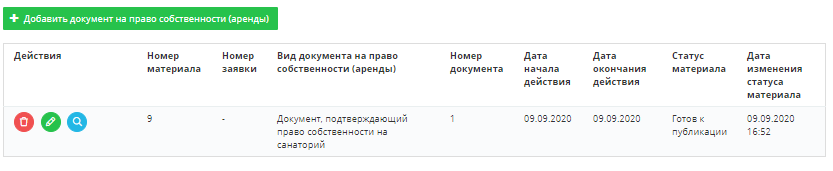 Добавить документ на право собственности (аренды)
Действия
Номер материала
Номер заявки
Вид документа на право собственности (аренды)
Номер документа
Дата начала действия
Дата окончания действия
Статус материала
Дата изменения статуса материала
9
-
Документ, подтверждающий право собственности на санаторий
1
09.09.2020
09.09.2020
Готов к публикации
09.09.2020 16:52